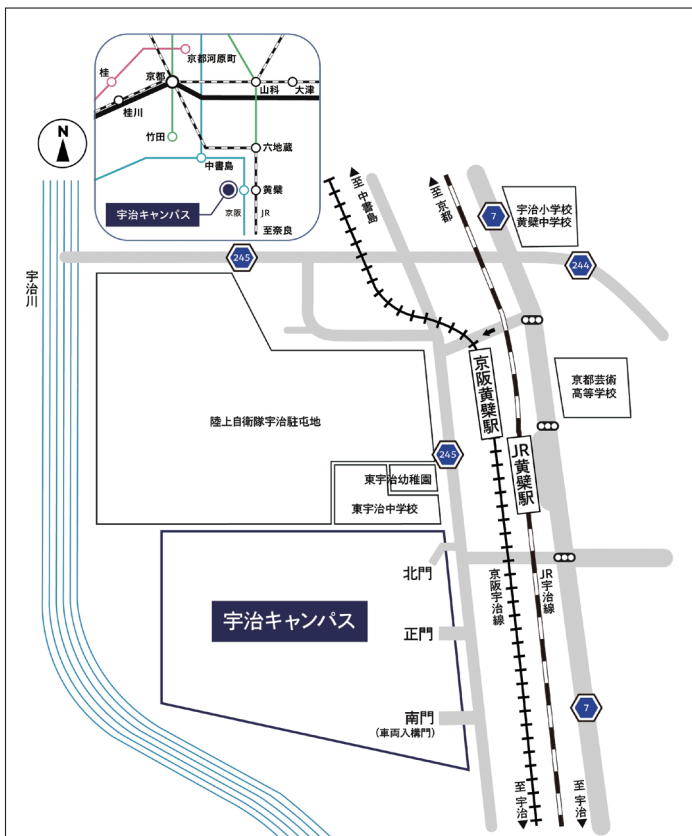 京都河原町
桂
京都
山科
大津
桂川
竹田
六地蔵
中書島
黄檗
宇治キャンパス
京阪
JR
至奈良
N
宇治川
245
至中書島
至京都
7
宇治小学校
黄檗中学校
244
京阪黄檗駅
京都芸術
高等学校
陸上自衛隊宇治駐屯地
245
JR黄檗駅
東宇治幼稚園
東宇治中学校
北門
京阪宇治線
JR宇治線
宇治キャンパス
正門
南門
(車両入構門)
7
至宇治
至宇治